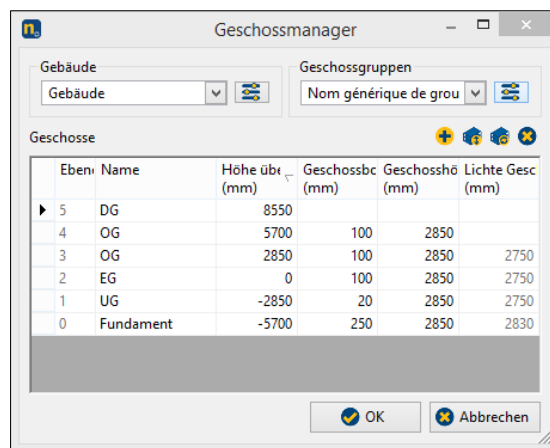 n
Geschossmanager
Gebäude Geschossgruppen
Gebäude Nom générique de grou
Geschosse
Ebene Name Höhe übe Geschossbo Geschosshö Lichte Gesc
(mm) (mm) (mm) (mm)
5 DG 8550
4 OG 5700 100 2850
3 OG 2850 100 2850 2750
2 EG 0 100 2850 2750
1 UG -2850 20 2850 2750
0 Fundament -5700 250 2850 2830
OK Abbrechen